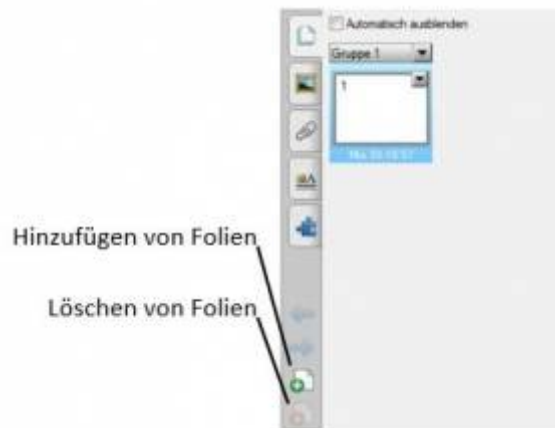 Automatisch ausblenden
Gruppe 1
1
Hinzufügen von Folien
Löschen von Folien